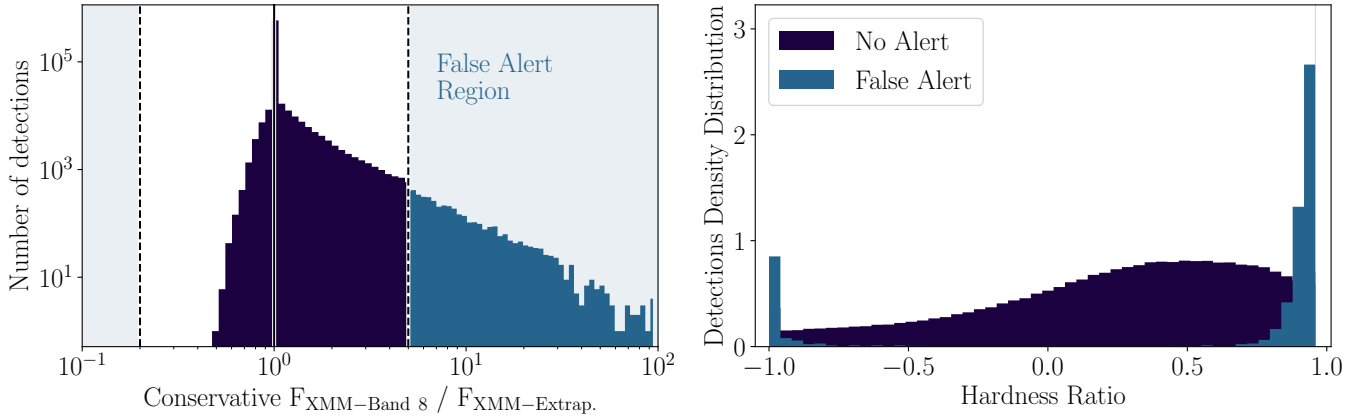 10^5
10^3
10^1
Number of detections
False Alert
Region
10^−1
10^0
10^1
10^2
Conservative F_XMM−Band 8 / F_XMM−Extrap.
3
2
1
0
Detections Density Distribution
No Alert
False Alert
−1.0
−0.5
0.0
0.5
1.0
Hardness Ratio